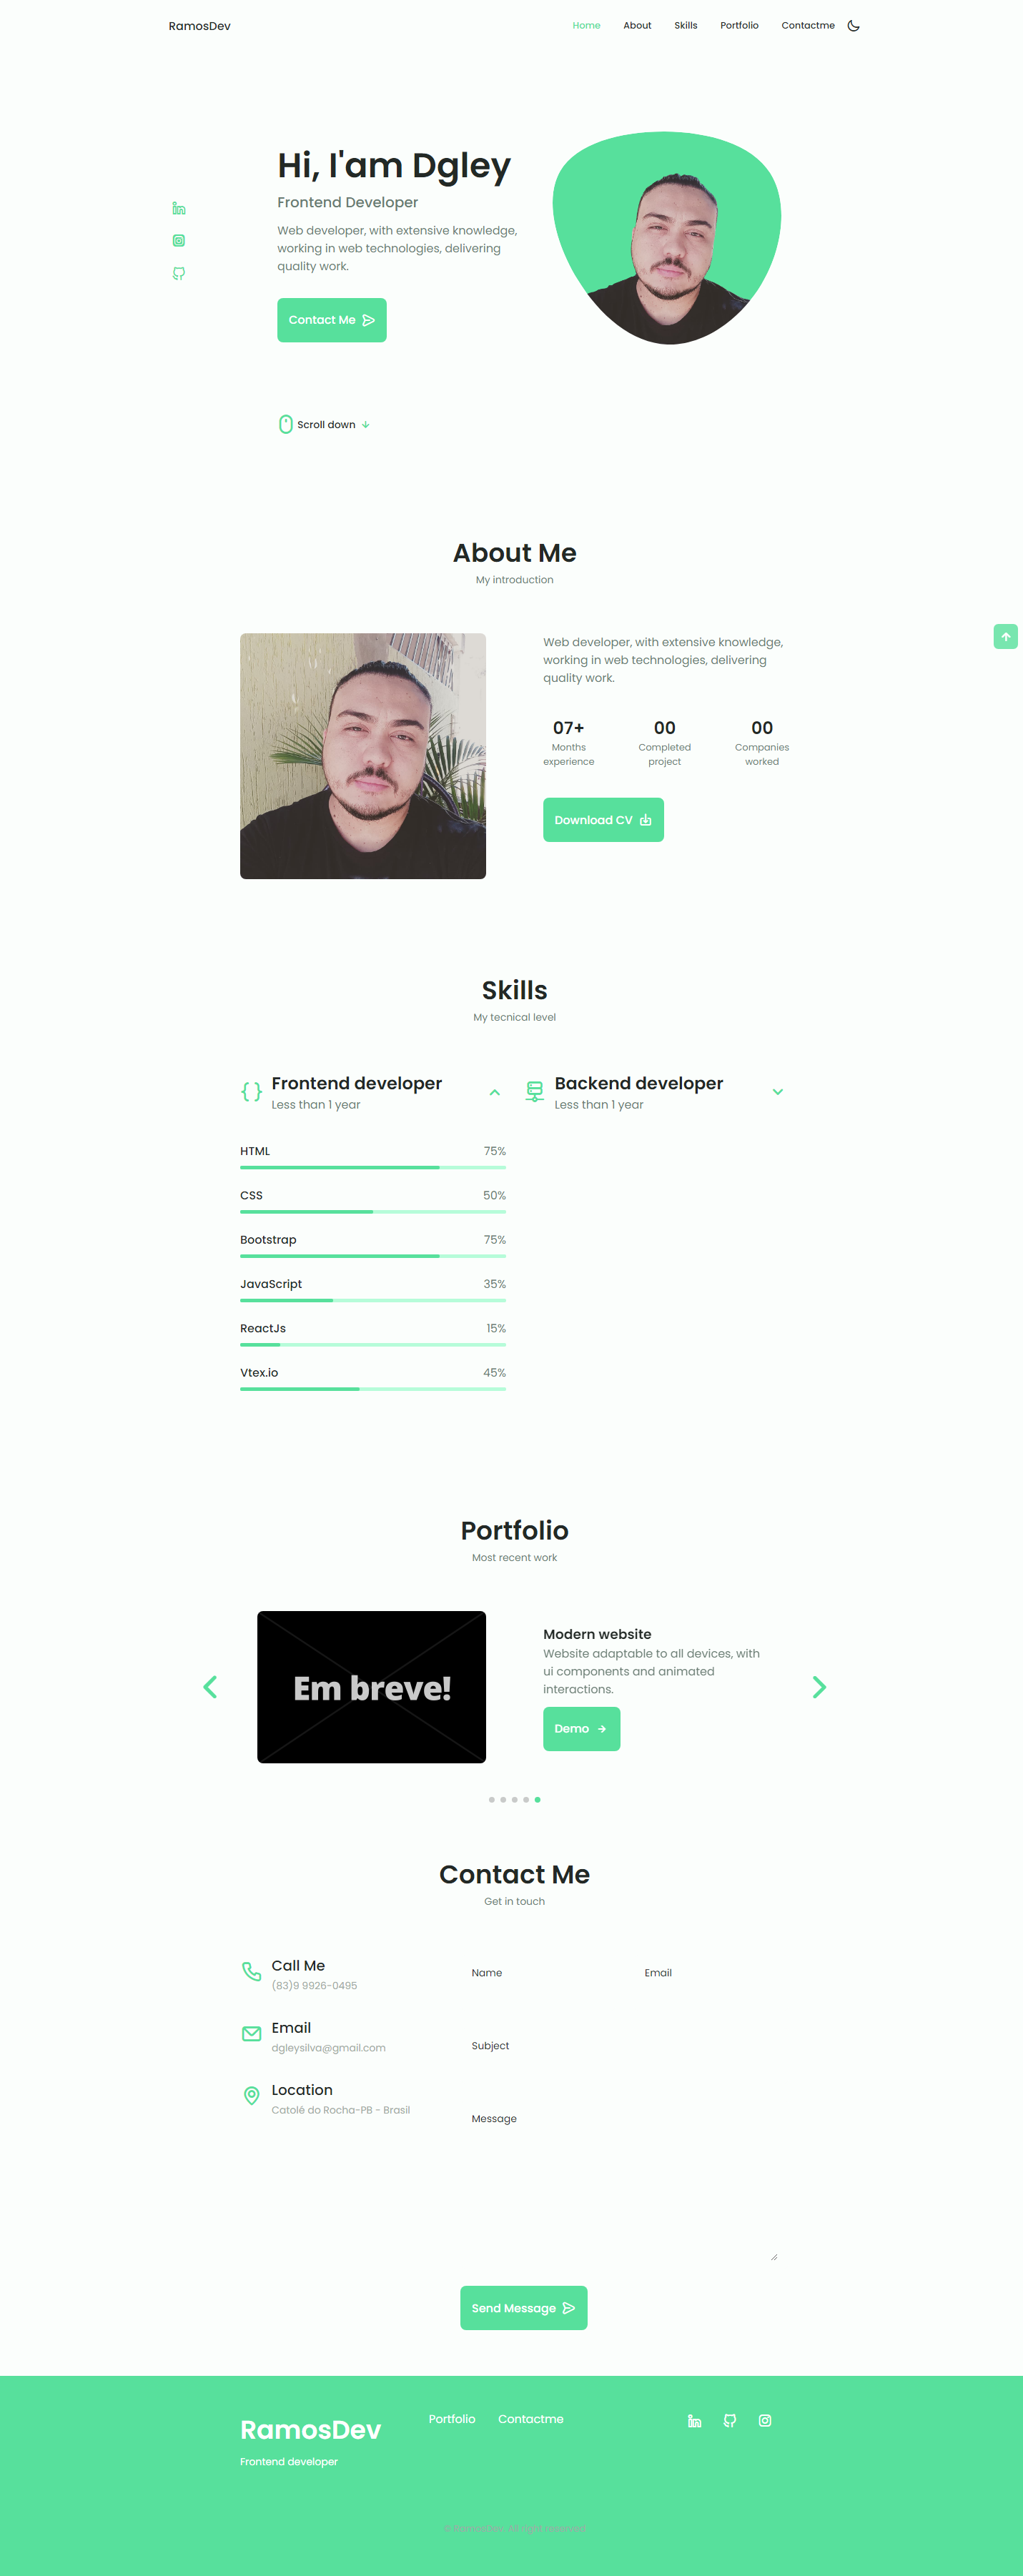 RamosDev
Home About Skills Portfolio Contactme
Hi, I'am Dgley
Frontend Developer
Web developer, with extensive knowledge,
working in web technologies, delivering
quality work.
Contact Me
Scroll down
About Me
My introduction
Web developer, with extensive knowledge,
working in web technologies, delivering
quality work.
07+ 00 00
Months Completed Companies
experience project worked
Download CV
Skills
My tecnical level
Frontend developer
Less than 1 year
Backend developer
Less than 1 year
HTML 75%
CSS 50%
Bootstrap 75%
JavaScript 35%
ReactJs 15%
Vtex.io 45%
Portfolio
Most recent work
Em breve!
Modern website
Website adaptable to all devices, with
ui components and animated
interactions.
Demo
Contact Me
Get in touch
Call Me
(83)9 9926-0495
Email
dgleysilva@gmail.com
Location
Catolé do Rocha-PB - Brasil
Name Email
Subject
Message
Send Message
RamosDev
Frontend developer
Portfolio Contactme
© RamosDev. All right reserved